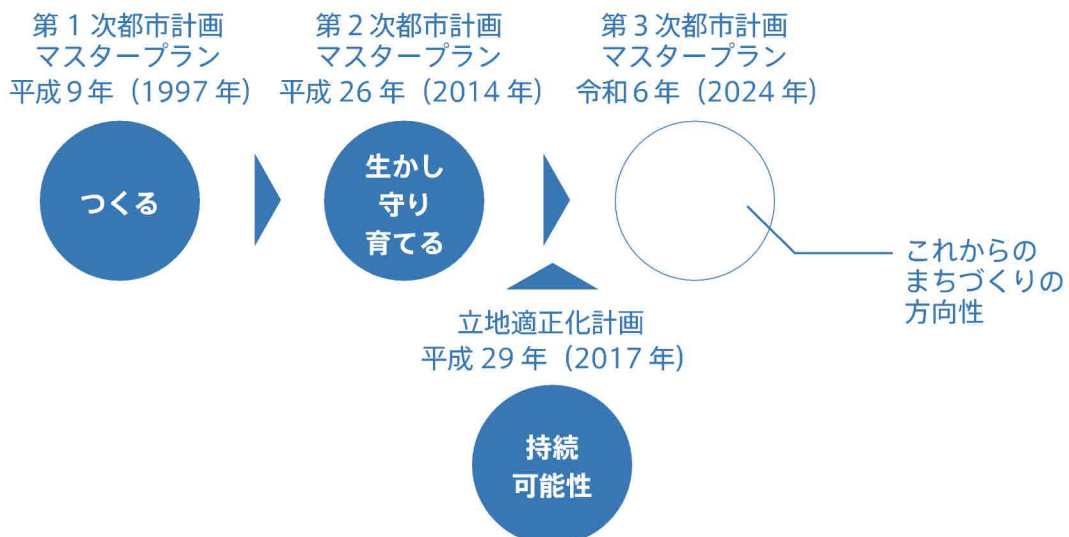 第１次都市計画
マスタープラン
平成９年（1997 年）
つくる
第２次都市計画
マスタープラン
平成 26 年（2014 年）
生かし
守り
育てる
第３次都市計画
マスタープラン
令和６年（2024 年）
これからの
まちづくりの
方向性
立地適正化計画
平成 29 年（2017 年）
持続
可能性